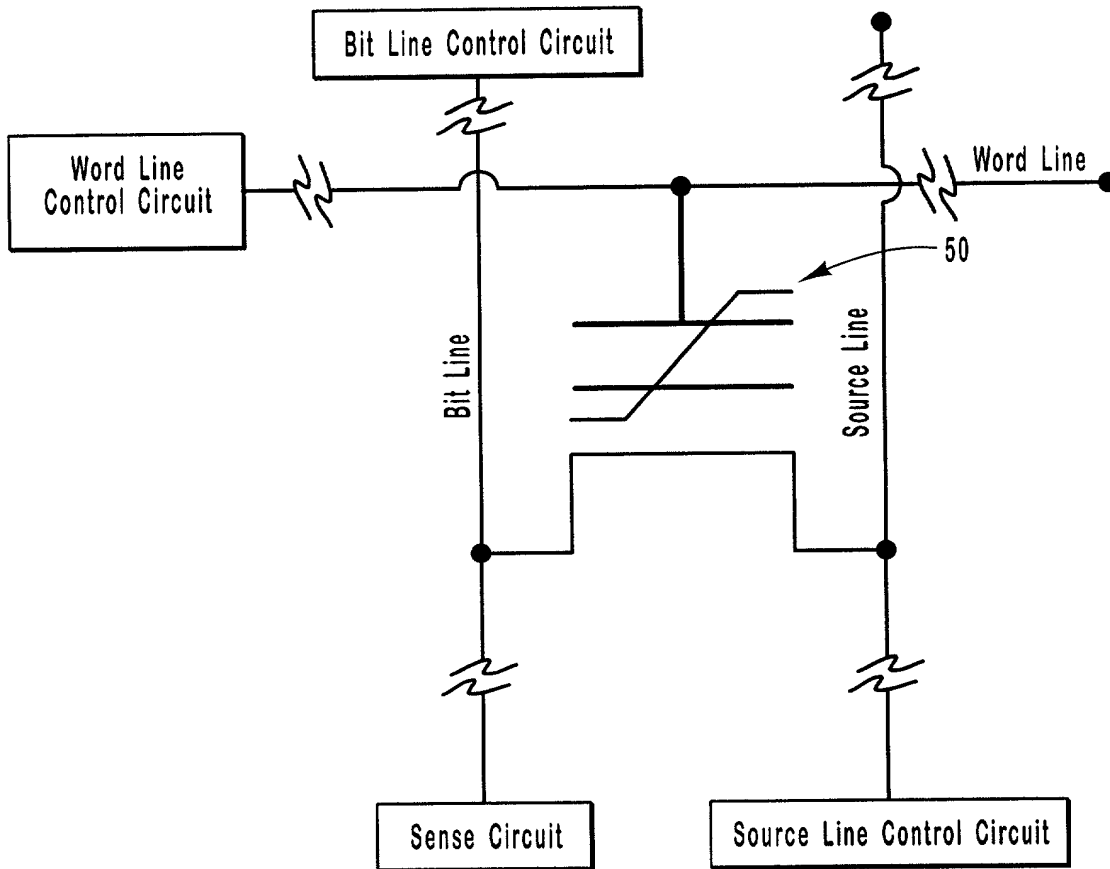 Bit Line Control Circuit
Word Line
Control Circuit
Word Line
50
Bit Line
Source Line
Sense Circuit
Source Line Control Circuit